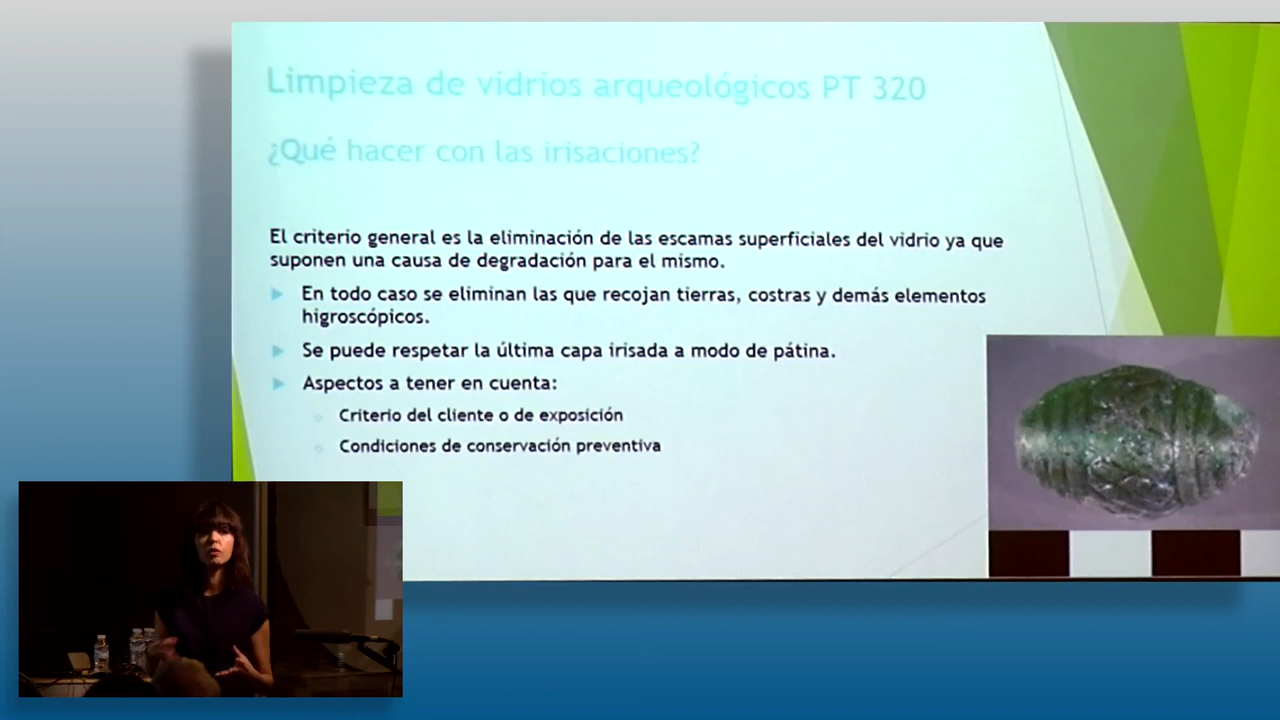 Limpieza de vidrios arqueológicos PT 320
¿Qué hacer con las irisaciones?
El criterio general es la eliminación de las escamas superficiales del vidrio ya que
suponen una causa de degradación para el mismo.
En todo caso se eliminan las que recojan tierras, costras y demás elementos
higroscópicos.
Se puede respetar la última capa irisada a modo de pátina.
Aspectos a tener en cuenta:
Criterio del cliente o de exposición
Condiciones de conservación preventiva